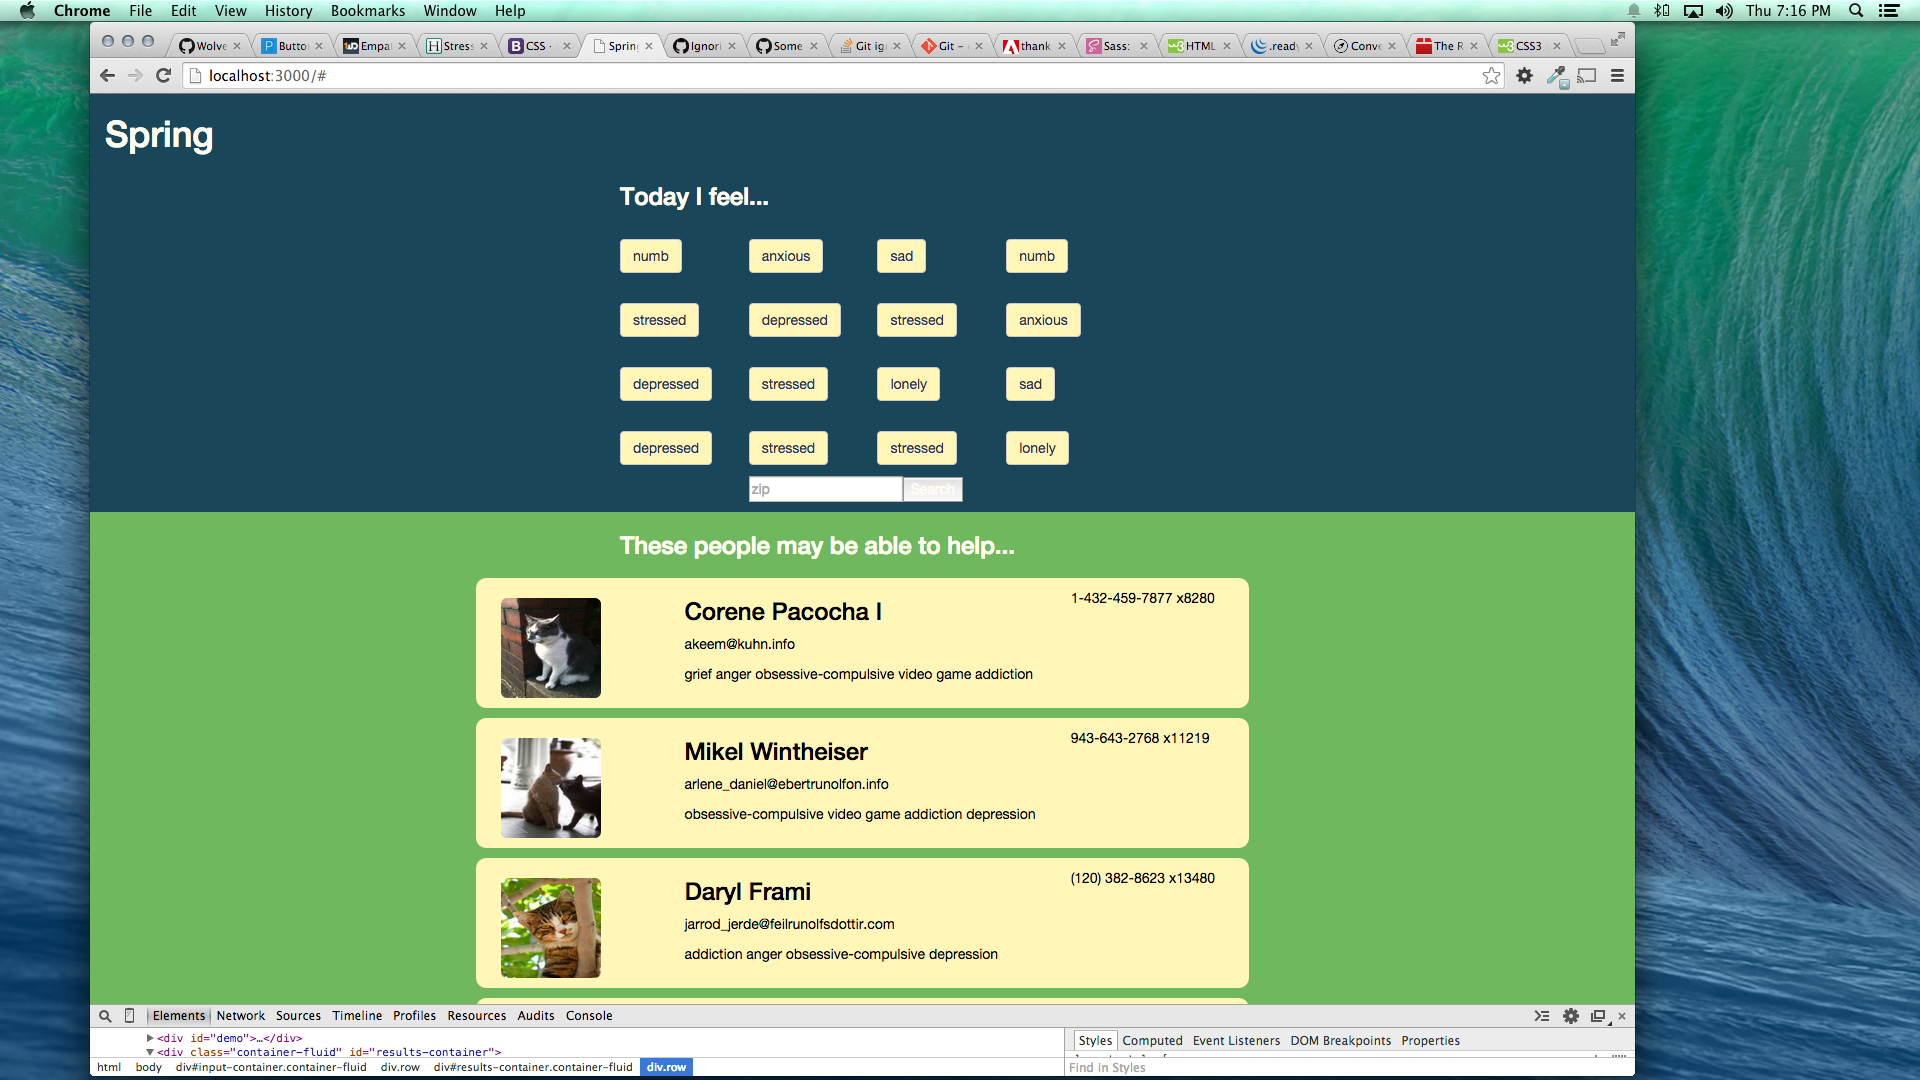 Chrome File Edit View History Bookmarks Window Help Thu 7:16 PM
Wolve Butto Empa Stress CSS - Spring Ignori Some Git ig Git - thank Sass: HTML .ready Conve The R CSS3
localhost:3000/#
Spring
Today I feel...
numb anxious sad numb
stressed depressed stressed anxious
depressed stressed lonely sad
depressed stressed stressed lonely
zip Search
These people may be able to help...
1-432-459-7877 x8280
Corene Pacocha I
akeem@kuhn.info
grief anger obsessive-compulsive video game addiction
943-643-2768 x11219
Mikel Wintheiser
arlene_daniel@ebertrunolfon.info
obsessive-compulsive video game addiction depression
(120) 382-8623 x13480
Daryl Frami
jarrod_jerde@feilrunolfsdottir.com
addiction anger obsessive-compulsive depression
Elements Network Sources Timeline Profiles Resources Audits Console
<div id="demo">…</div>
<div class="container-fluid" id="results-container">
Styles Computed Event Listeners DOM Breakpoints Properties
html body div#input-container.container-fluid div.row div#results-container.container-fluid div.row
Find in Styles